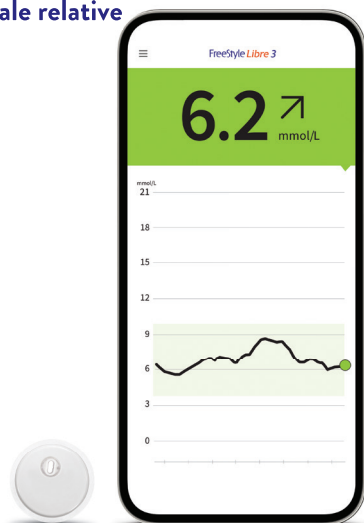 ale relative
FreeStyle Libre 3
6.2
mmol/L
mmol/L
21
18
15
12
9
6
3
0